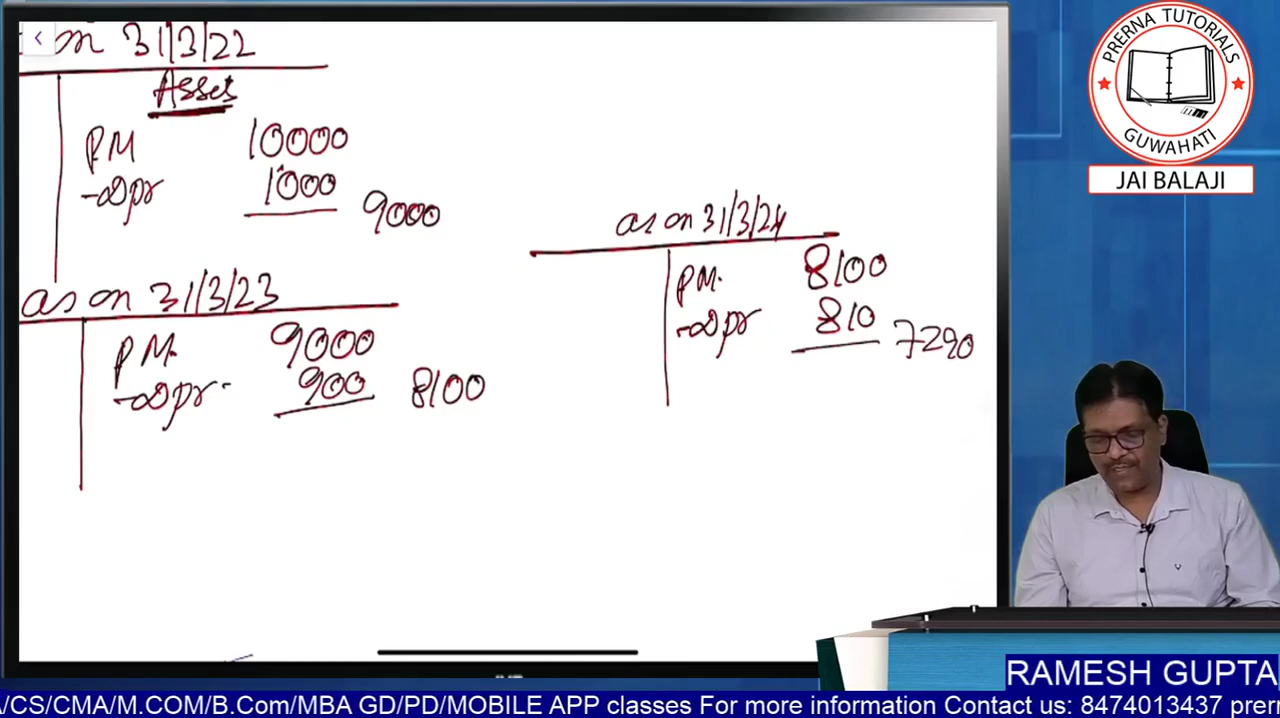 on 31/3/22
Asset
PM 10000
-Dpr 1000 9000
as on 31/3/23
PM. 9000
-Dpr- 900 8100
as on 31/3/24
PM. 8100
-Dpr 810 7290
PRERNA TUTORIALS
GUWAHATI
JAI BALAJI
RAMESH GUPTA
/CS/CMA/M.COM/B.Com/MBA GD/PD/MOBILE APP classes For more information Contact us: 8474013437 prer